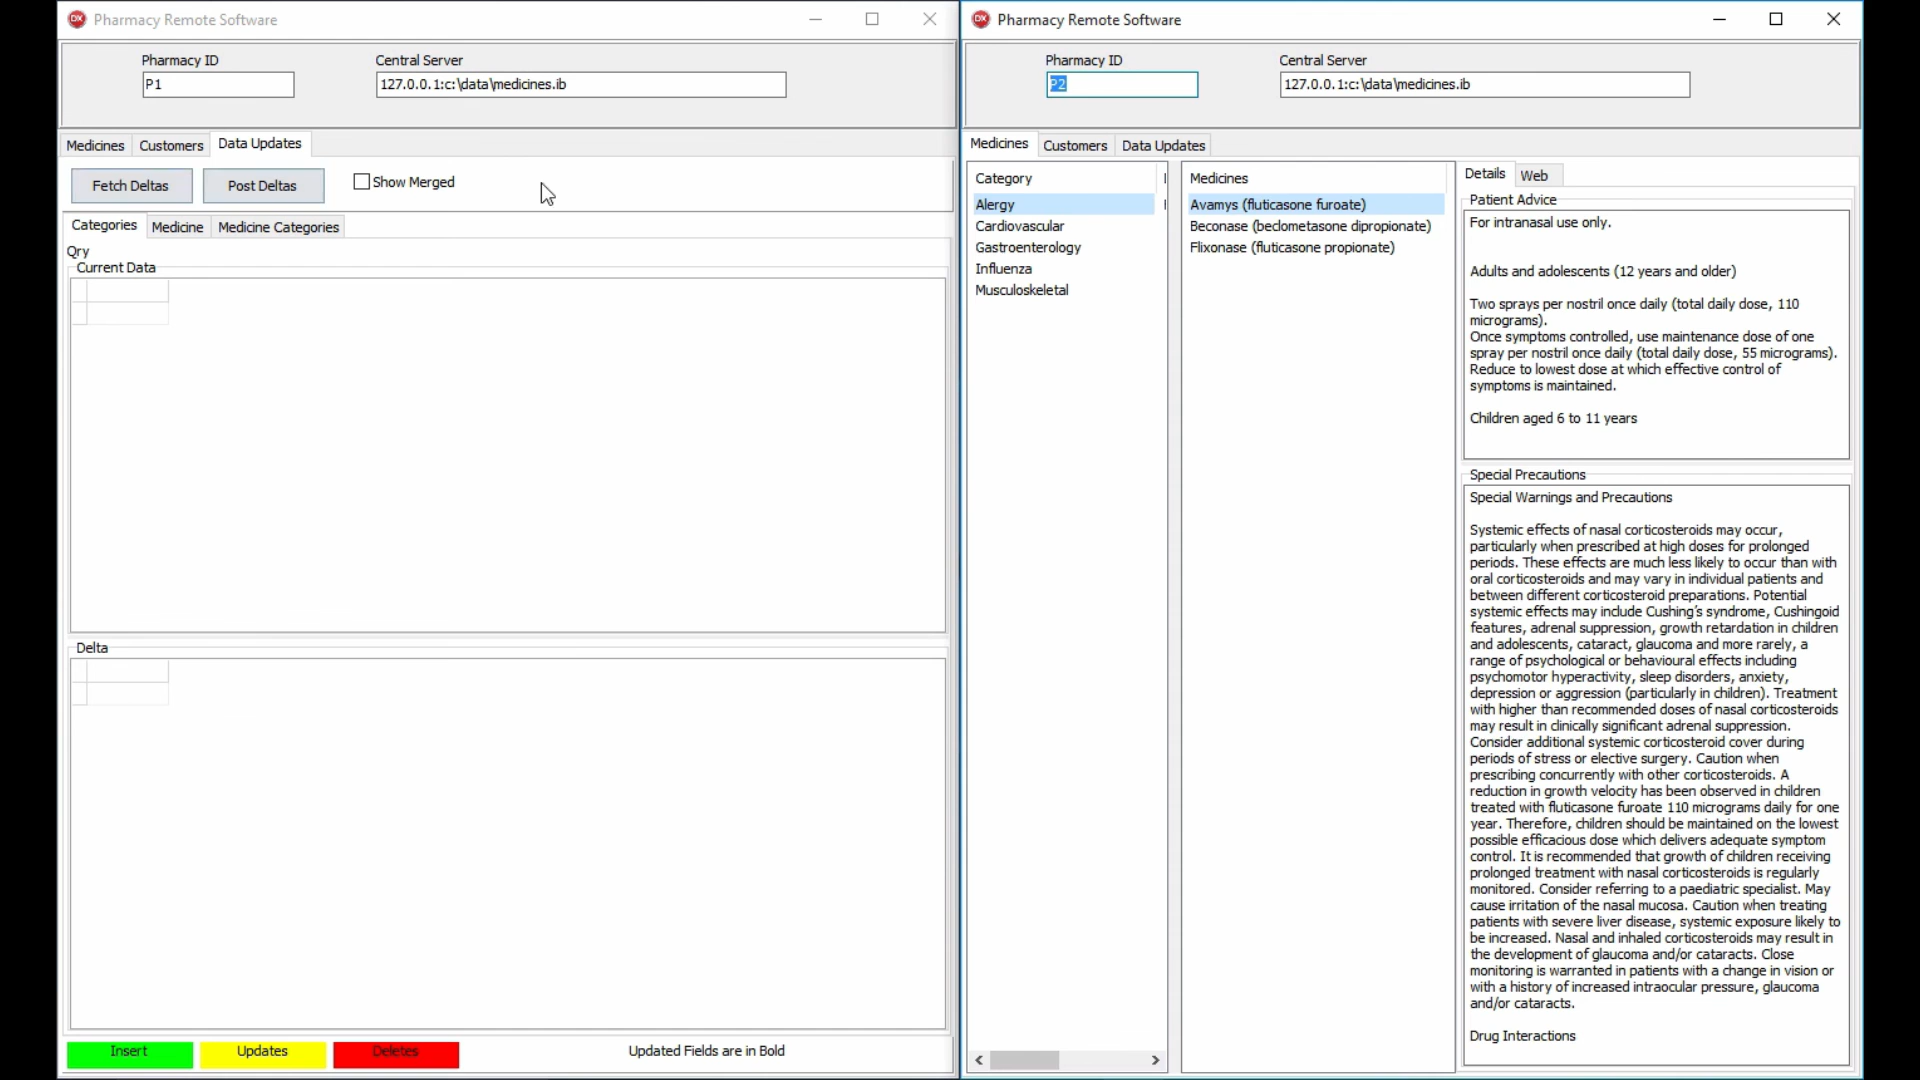 Pharmacy Remote Software
Pharmacy ID
Central Server
P1
127.0.0.1:c:\data\medicines.ib
Medicines
Customers
Data Updates
Fetch Deltas
Post Deltas
Show Merged
Categories
Medicine
Medicine Categories
Qry
Current Data
Delta
Insert
Updates
Deletes
Updated Fields are in Bold
Pharmacy Remote Software
Pharmacy ID
Central Server
P2
127.0.0.1:c:\data\medicines.ib
Medicines
Customers
Data Updates
Category
Alergy
Cardiovascular
Gastroenterology
Influenza
Musculoskeletal
Medicines
Avamys (fluticasone furoate)
Beconase (beclometasone dipropionate)
Flixonase (fluticasone propionate)
Details
Web
Patient Advice
For intranasal use only.
Adults and adolescents (12 years and older)
Two sprays per nostril once daily (total daily dose, 110
micrograms).
Once symptoms controlled, use maintenance dose of one
spray per nostril once daily (total daily dose, 55 micrograms).
Reduce to lowest dose at which effective control of
symptoms is maintained.
Children aged 6 to 11 years
Special Precautions
Special Warnings and Precautions
Systemic effects of nasal corticosteroids may occur,
particularly when prescribed at high doses for prolonged
periods. These effects are much less likely to occur than with
oral corticosteroids and may vary in individual patients and
between different corticosteroid preparations. Potential
systemic effects may include Cushing's syndrome, Cushingoid
features, adrenal suppression, growth retardation in children
and adolescents, cataract, glaucoma and more rarely, a
range of psychological or behavioural effects including
psychomotor hyperactivity, sleep disorders, anxiety,
depression or aggression (particularly in children). Treatment
with higher than recommended doses of nasal corticosteroids
may result in clinically significant adrenal suppression.
Consider additional systemic corticosteroid cover during
periods of stress or elective surgery. Caution when
prescribing concurrently with other corticosteroids. A
reduction in growth velocity has been observed in children
treated with fluticasone furoate 110 micrograms daily for one
year. Therefore, children should be maintained on the lowest
possible efficacious dose which delivers adequate symptom
control. It is recommended that growth of children receiving
prolonged treatment with nasal corticosteroids is regularly
monitored. Consider referring to a paediatric specialist. May
cause irritation of the nasal mucosa. Caution when treating
patients with severe liver disease, systemic exposure likely to
be increased. Nasal and inhaled corticosteroids may result in
the development of glaucoma and/or cataracts. Close
monitoring is warranted in patients with a change in vision or
with a history of increased intraocular pressure, glaucoma
and/or cataracts.
Drug Interactions